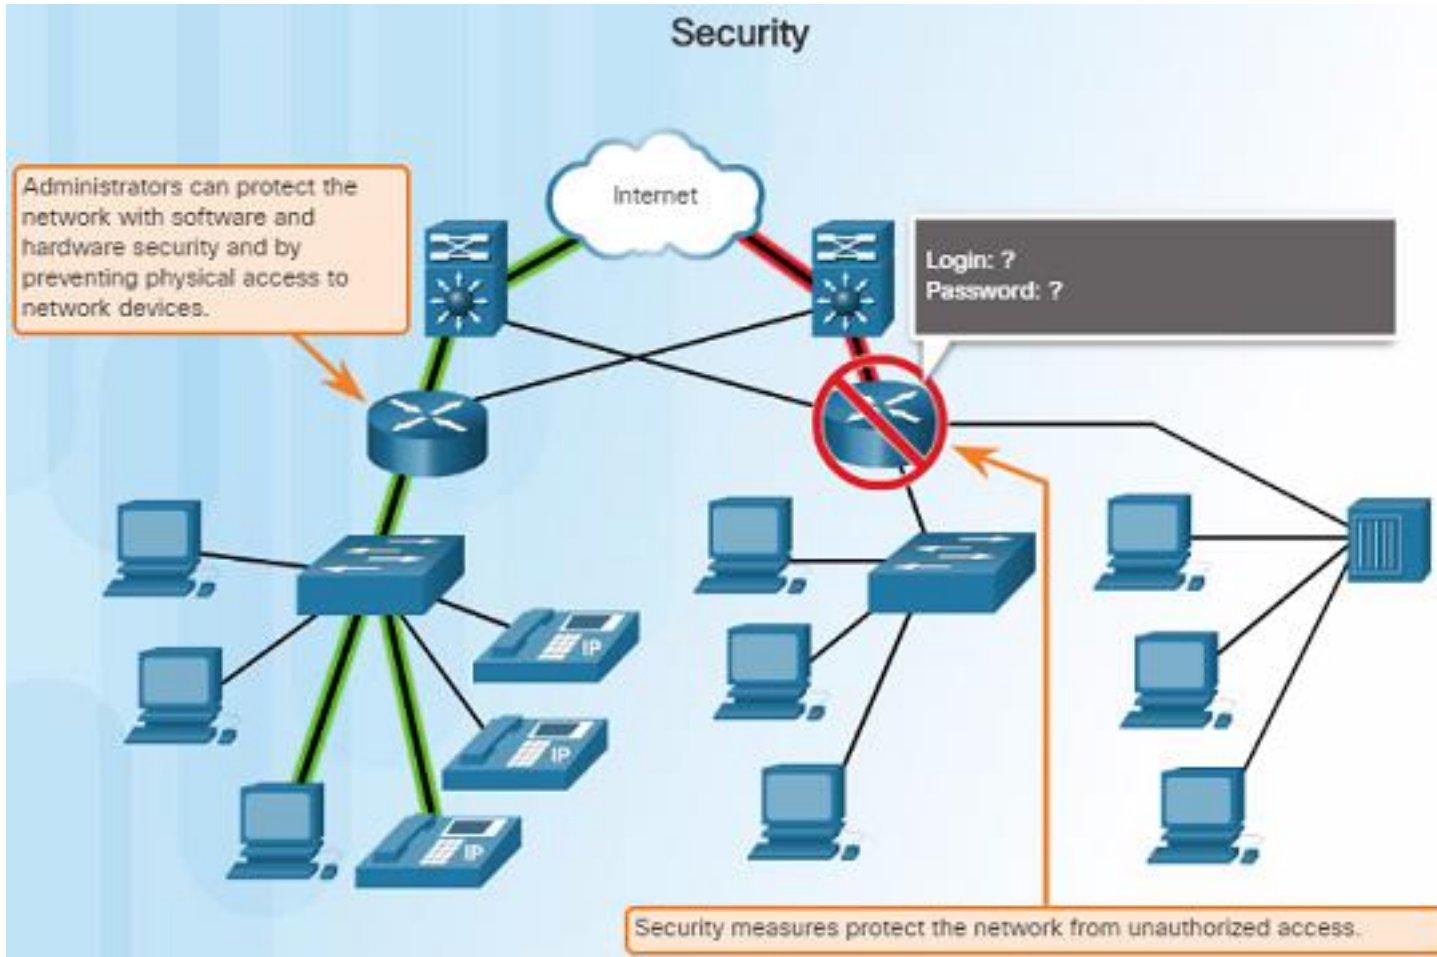 Security
Administrators can protect the
network with software and
hardware security and by
preventing physical access to
network devices.
Internet
Login: ?
Password: ?
IP
IP
IP
Security measures protect the network from unauthorized access.